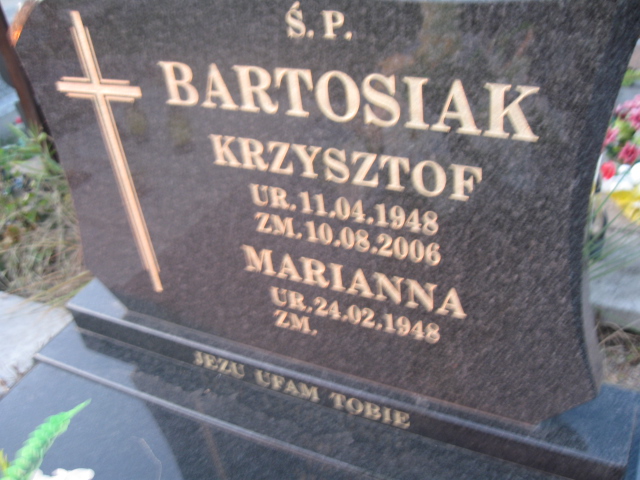 Ś. P.
BARTOSIAK
KRZYSZTOF
UR. 11.04.1948
ZM. 10.08.2006
MARIANNA
UR. 24.02.1948
ZM.
JEZU UFAM TOBIE